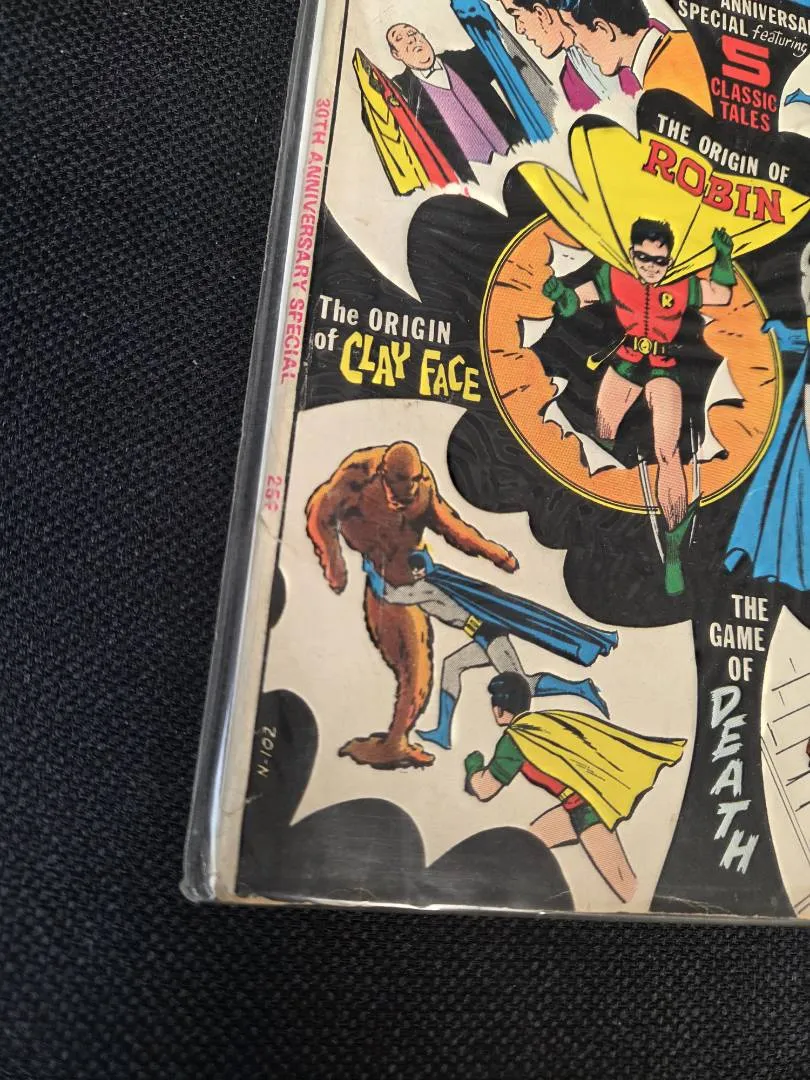 ANNIVERSA
SPECIAL featuring
5
CLASSIC
TALES
THE ORIGIN OF
ROBIN
R
30TH ANNIVERSARY SPECIAL
The ORIGIN
of CLAY FACE
25¢
THE
GAME
OF
DEATH
N-102